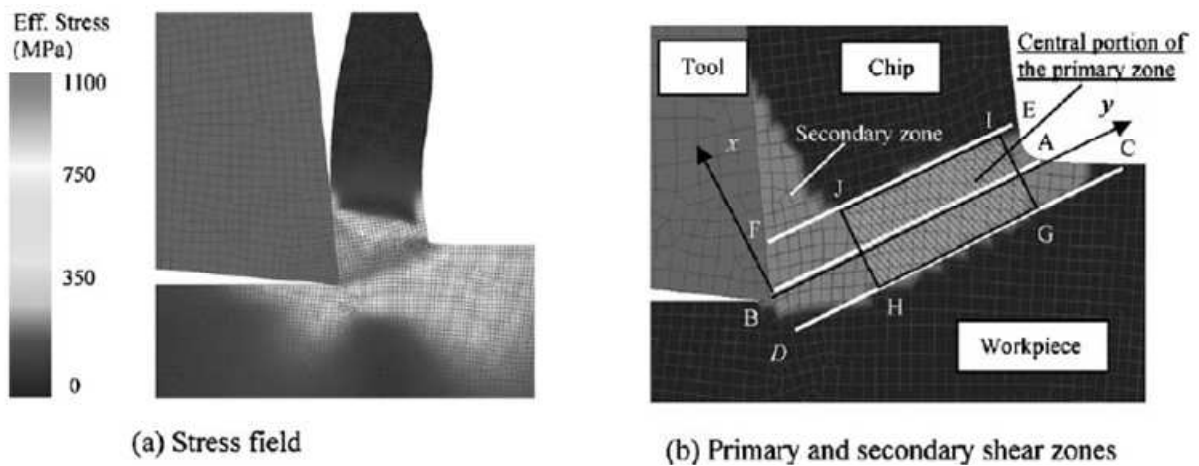 Eff. Stress
(MPa)
1100
750
350
0
(a) Stress field
Tool
Chip
Central portion of
the primary zone
Secondary zone
x
y
I
E
A
C
J
F
G
B
H
D
Workpiece
(b) Primary and secondary shear zones